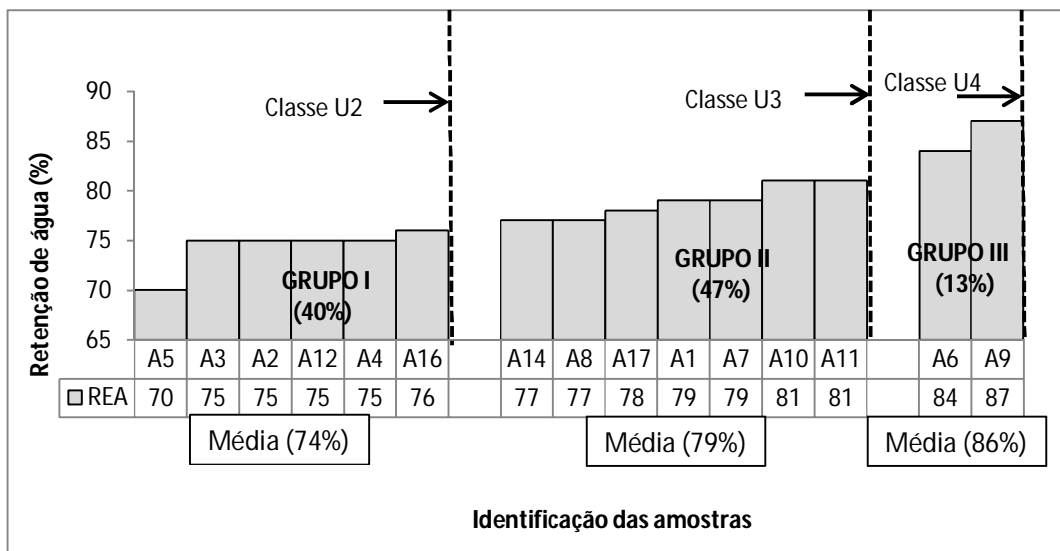 Retenção de água (%)
90
85
80
75
70
65
Classe U2
Classe U3
Classe U4
GRUPO I
(40%)
GRUPO II
(47%)
GRUPO III
(13%)
A5 A3 A2 A12 A4 A16 A14 A8 A17 A1 A7 A10 A11 A6 A9
REA 70 75 75 75 75 76 77 77 78 79 79 81 81 84 87
Média (74%)
Média (79%)
Média (86%)
Identificação das amostras